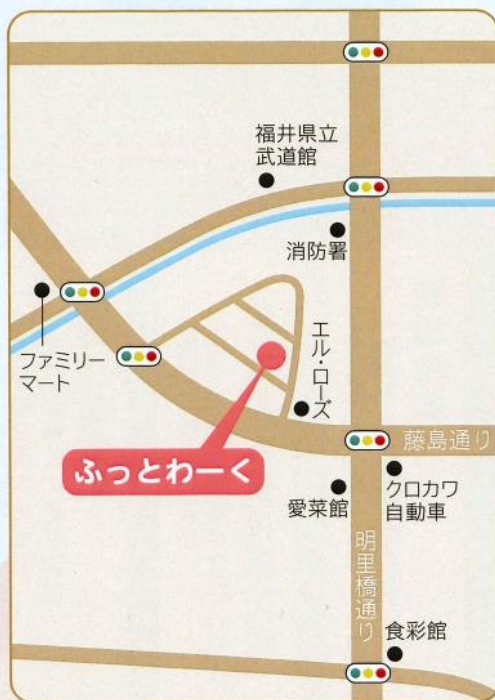 福井県立
武道館
消防署
ファミリー
マート
エル・ローズ
ふっとわーく
藤島通り
愛菜館
クロカワ
自動車
明里橋通り
食彩館